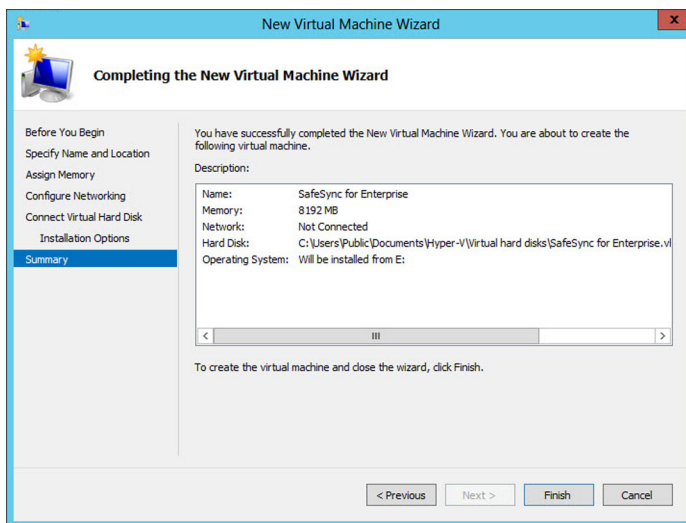 New Virtual Machine Wizard
x
Completing the New Virtual Machine Wizard
Before You Begin
Specify Name and Location
Assign Memory
Configure Networking
Connect Virtual Hard Disk
Installation Options
Summary
You have successfully completed the New Virtual Machine Wizard. You are about to create the
following virtual machine.
Description:
Name: SafeSync for Enterprise
Memory: 8192 MB
Network: Not Connected
Hard Disk: C:\Users\Public\Documents\Hyper-V\Virtual hard disks\SafeSync for Enterprise.vl
Operating System: Will be installed from E:
To create the virtual machine and close the wizard, click Finish.
< Previous Next > Finish Cancel